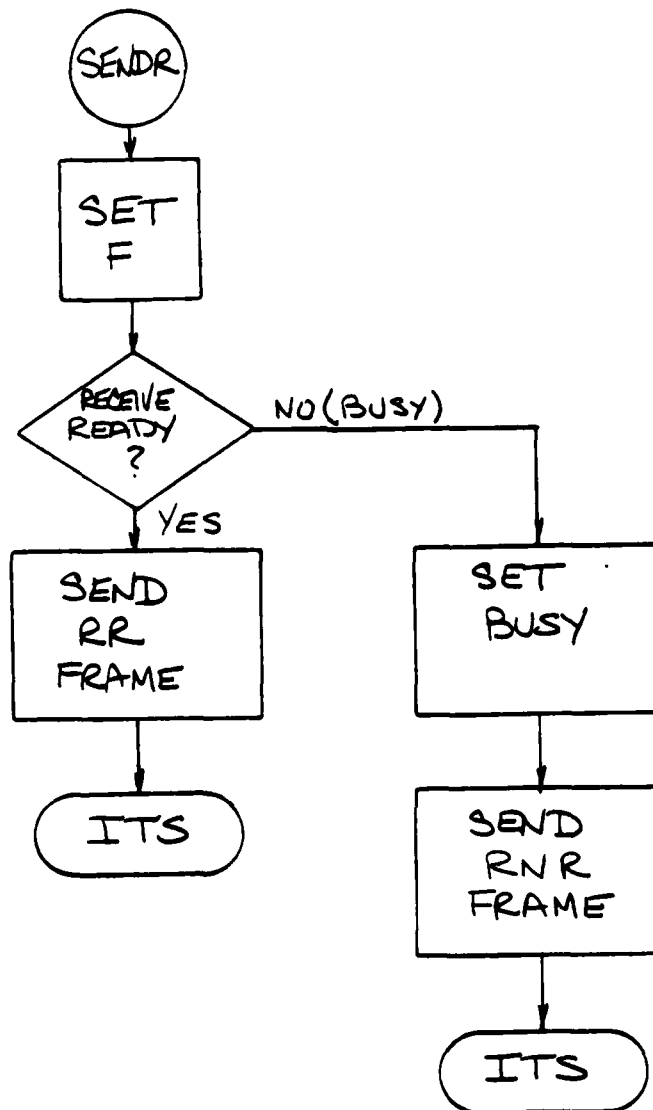 SENDR
SET
F
RECEIVE
READY
?
NO (BUSY)
YES
SEND
RR
FRAME
ITS
SET
BUSY
SEND
RNR
FRAME
ITS